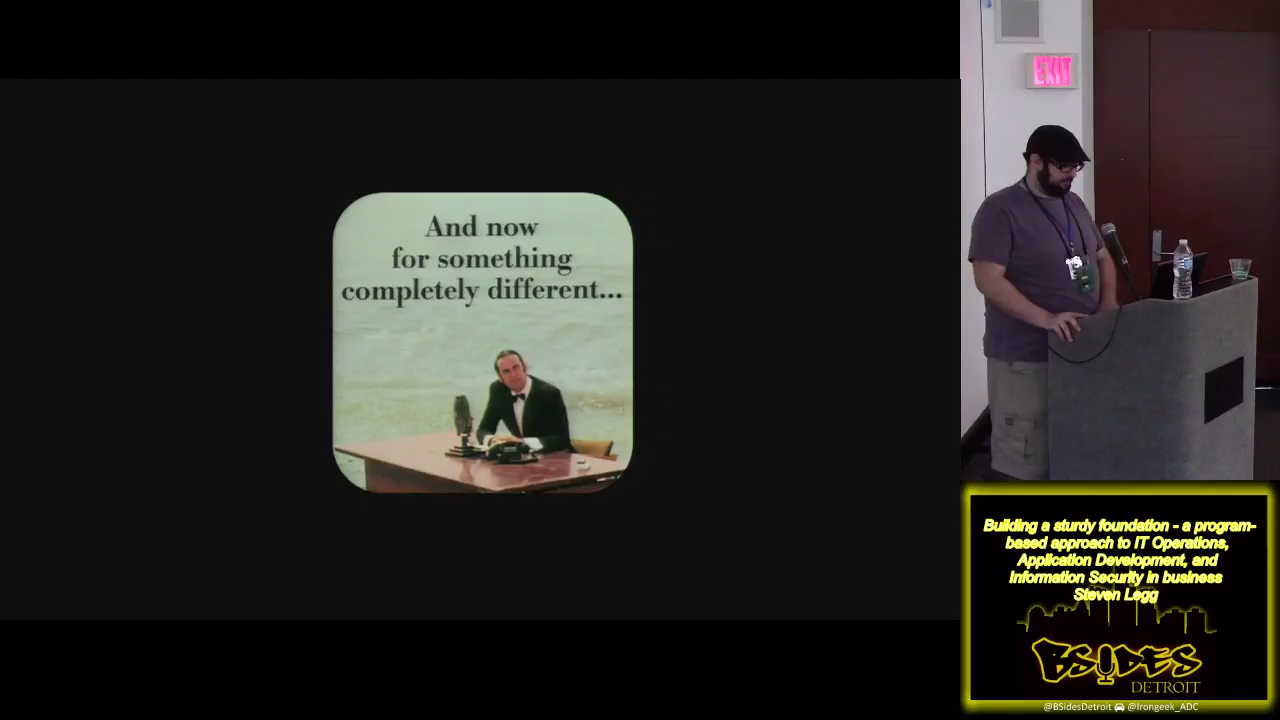 And now
for something
completely different...
EXIT
Building a sturdy foundation - a program-
based approach to IT Operations,
Application Development, and
Information Security in business
Steven Legg
BSIDES
DETROIT
@BSidesDetroit @Irongeek_ADC